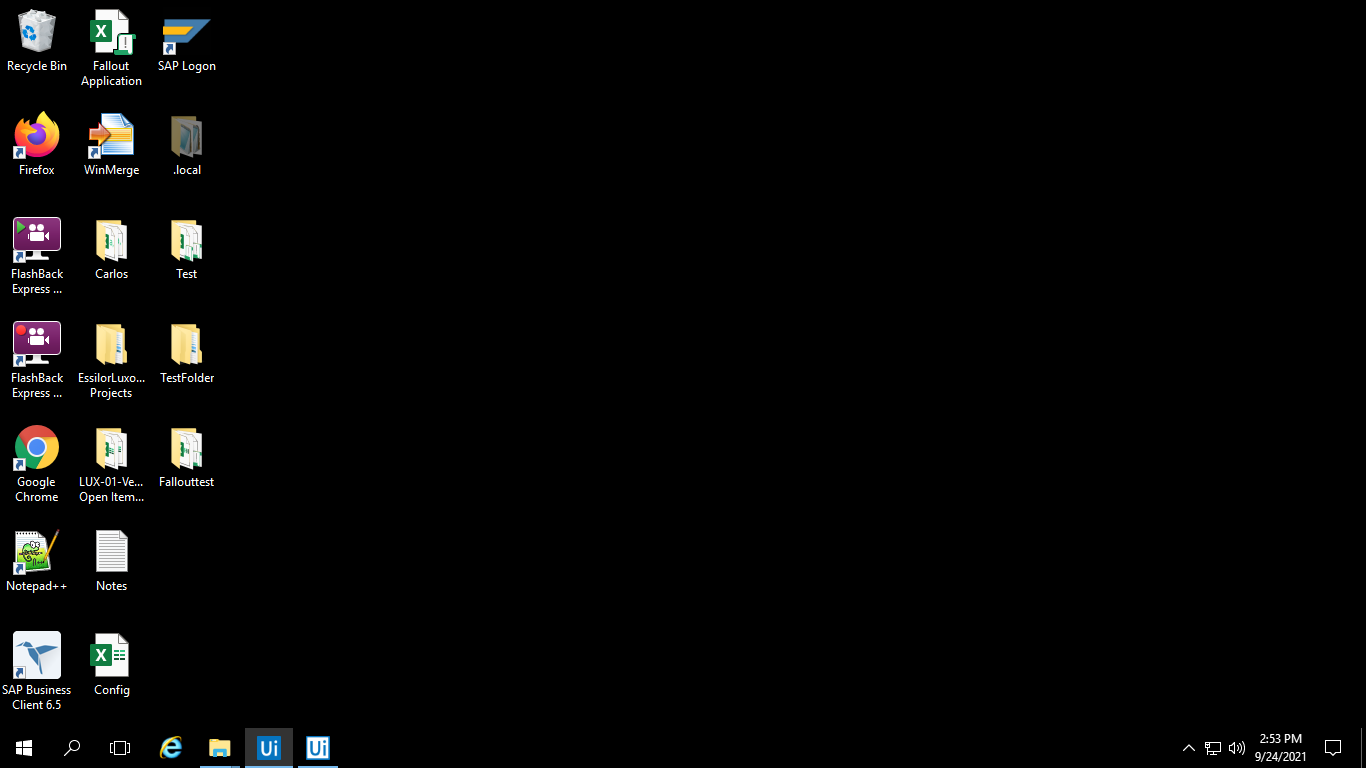 Recycle Bin
Fallout
Application
SAP Logon
Firefox
WinMerge
.local
FlashBack
Express ...
Carlos
Test
FlashBack
Express ...
EssilorLuxo...
Projects
TestFolder
Google
Chrome
LUX-01-Ve...
Open Item...
Fallouttest
Notepad++
Notes
SAP Business
Client 6.5
Config
Ui
Ui
2:53 PM
9/24/2021